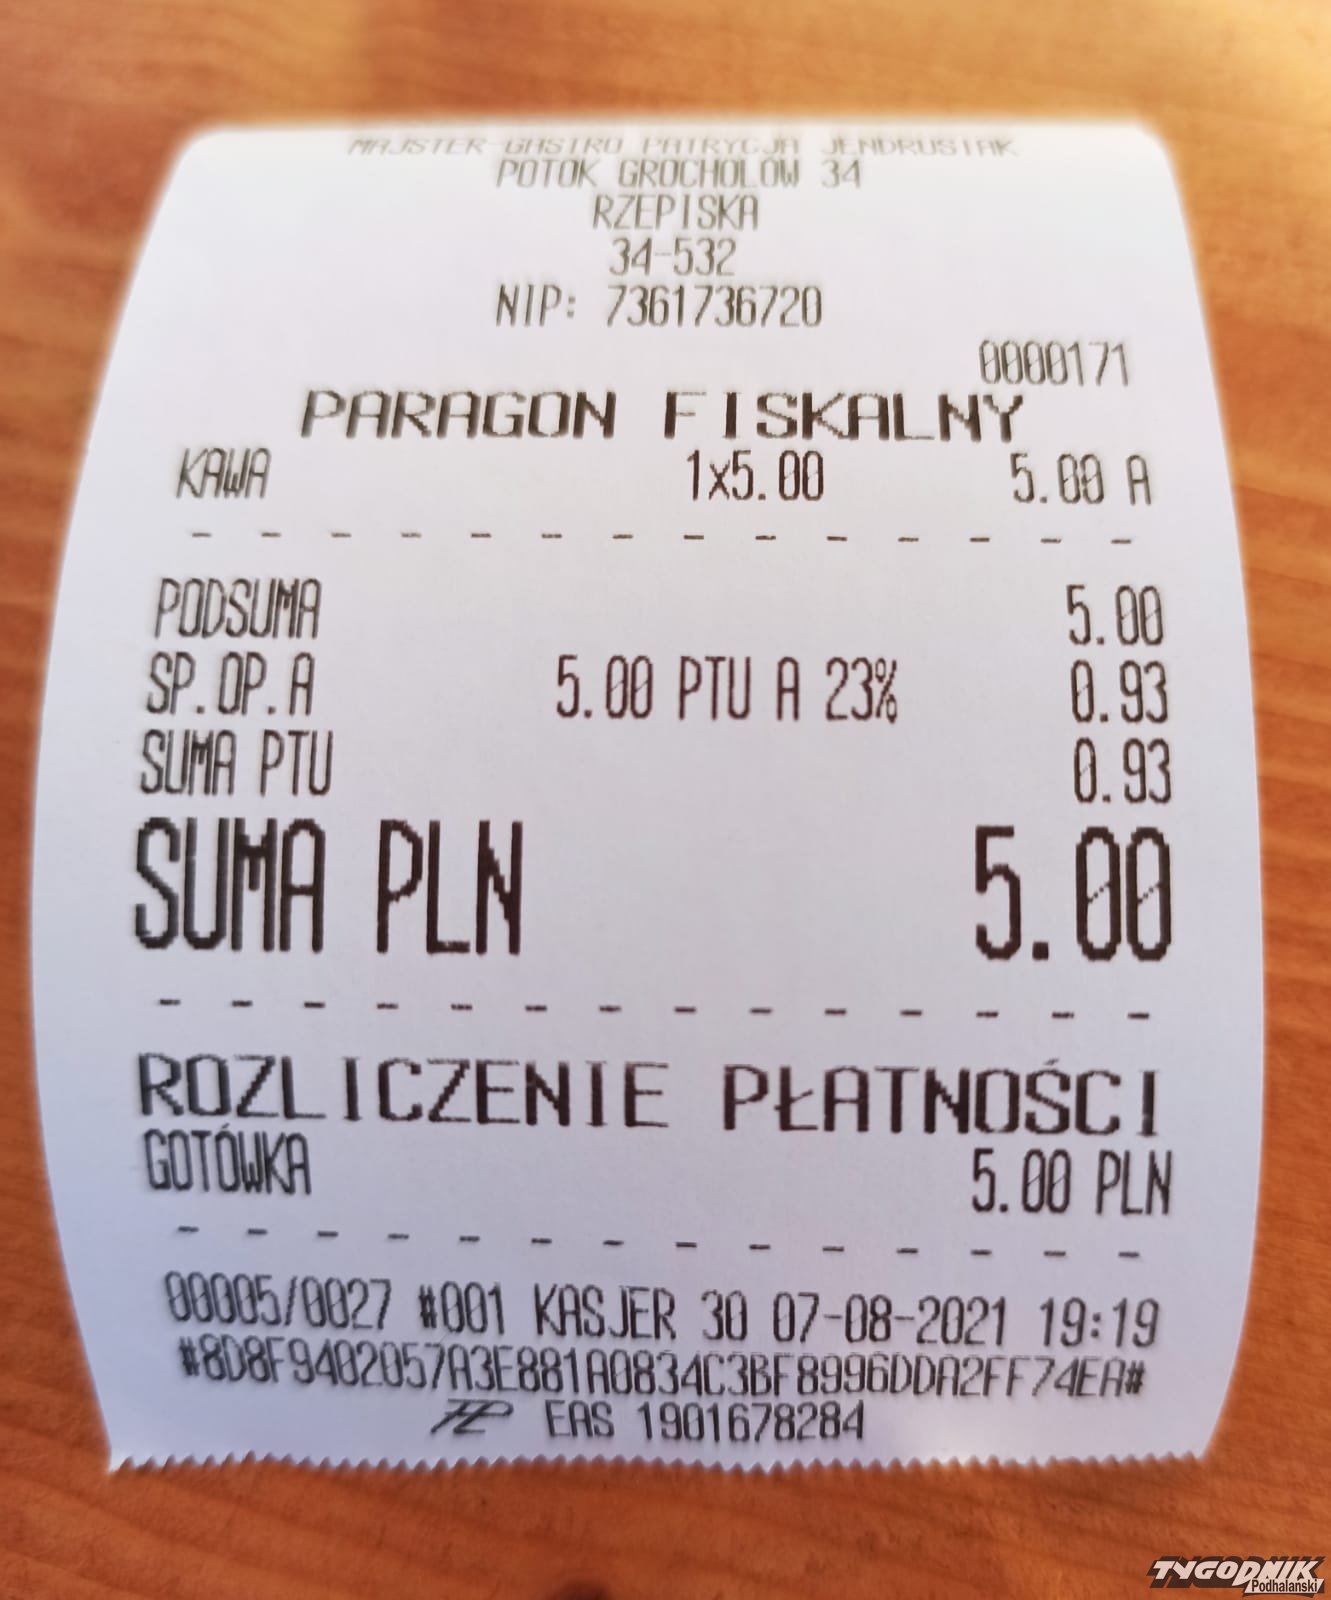 MAJSTER-GASTRO PATRYCJA JENDRUSIAK
POTOK GROCHOLÓW 34
RZEPISKA
34-532
NIP: 7361736720
0000171
PARAGON FISKALNY
KAWA 1x5.00 5.00 A
PODSUMA 5.00
SP.OP.A 5.00 PTU A 23% 0.93
SUMA PTU 0.93
SUMA PLN 5.00
ROZLICZENIE PŁATNOŚCI
GOTÓWKA 5.00 PLN
00005/0027 #001 KASJER 30 07-08-2021 19:19
#8D8F9402057A3E881A0834C3BF8996DDA2FF74EA#
EAS 1901678284
TYGODNIK
Podhalański